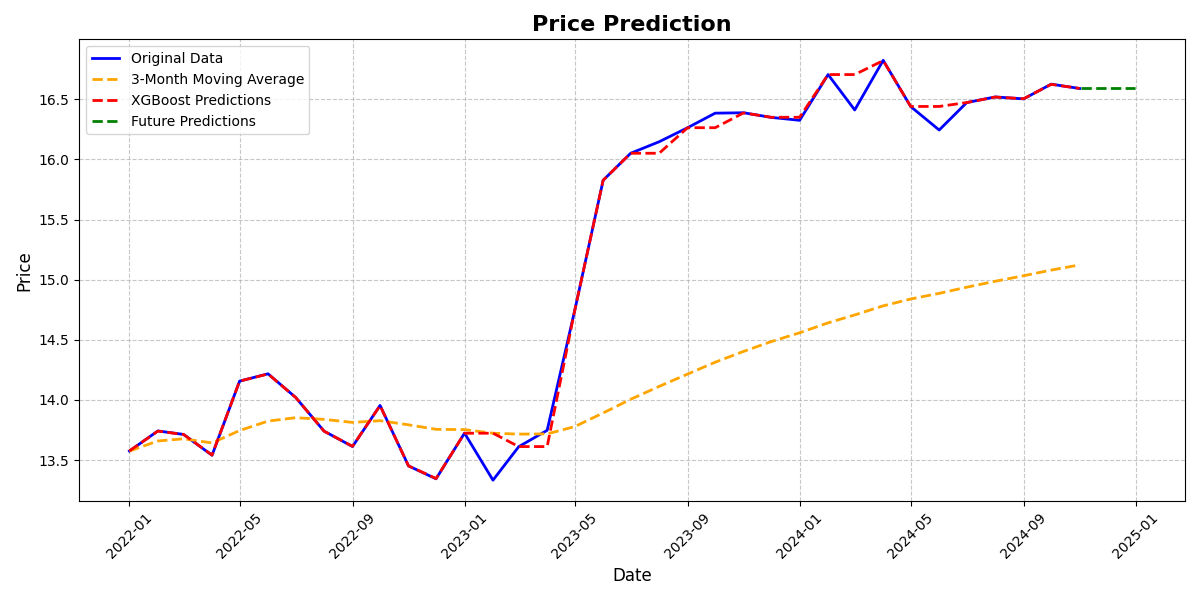 Price Prediction
Original Data
3-Month Moving Average
XGBoost Predictions
Future Predictions
Price
16.5
16.0
15.5
15.0
14.5
14.0
13.5
2022-01
2022-05
2022-09
2023-01
2023-05
2023-09
2024-01
2024-05
2024-09
2025-01
Date